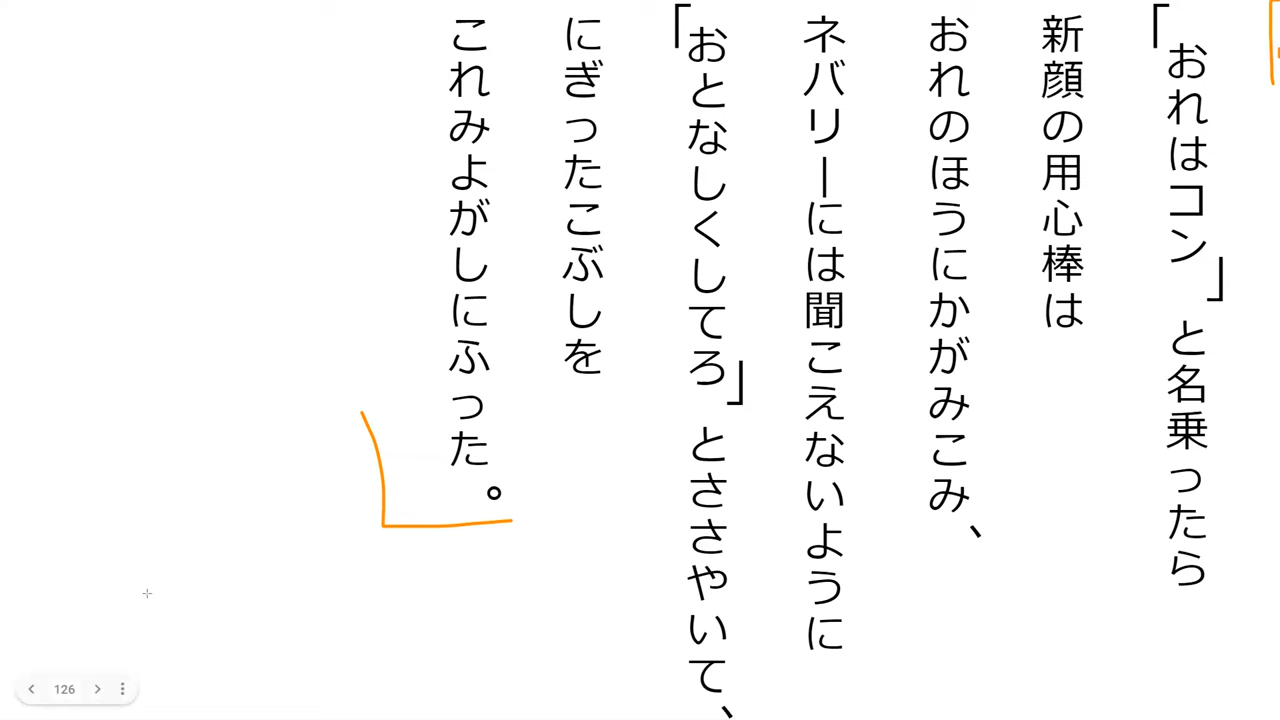 「おれはコン」と名乗ったら
新顔の用心棒は
おれのほうにかがみこみ、
ネバリーには聞こえないように
「おとなしくしてろ」とささやいて、
にぎったこぶしを
これみよがしにふった。
126